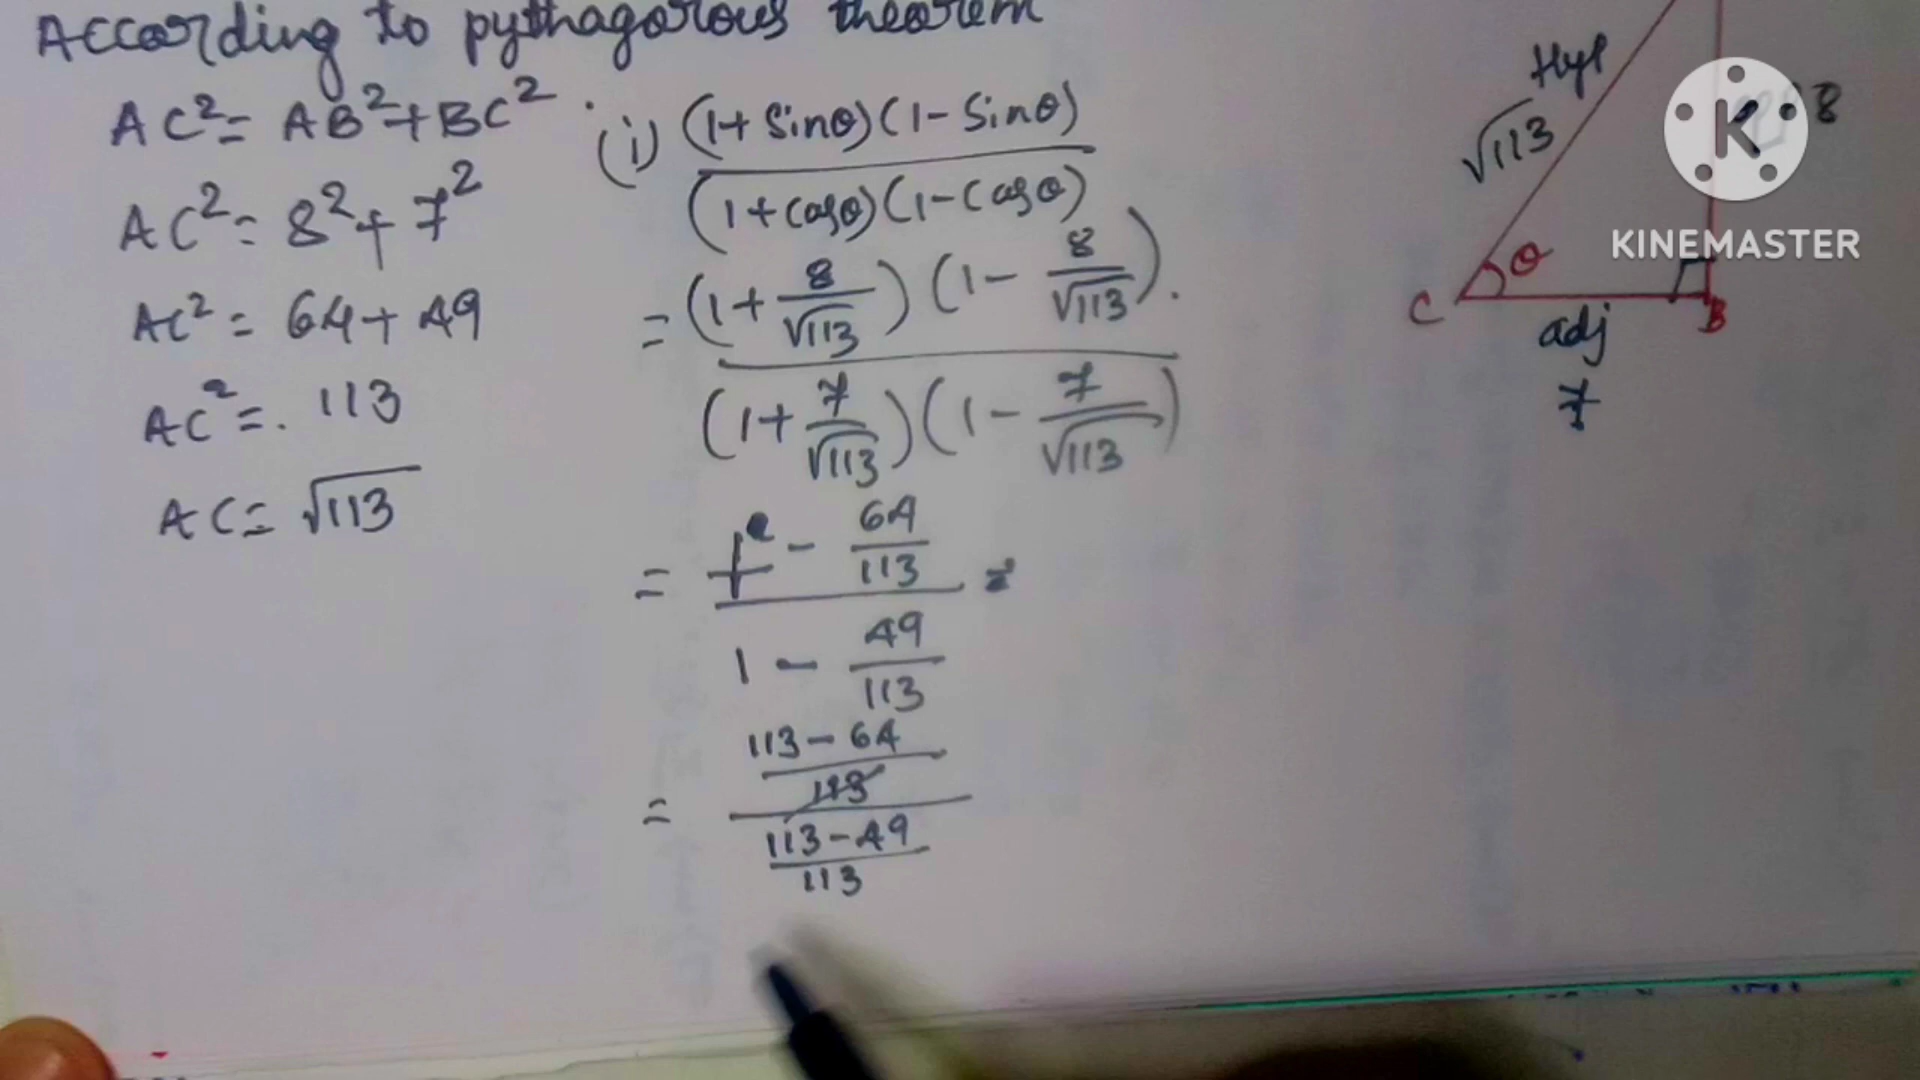 According to pythagorous theorem
AC² = AB² + BC²
AC² = 8² + 7²
AC² = 64 + 49
AC² = 113
AC = √113
(i) (1 + Sinθ)(1 - Sinθ)
(1 + Cosθ)(1 - Cosθ)
= (1 + 8/√113) (1 - 8/√113).
(1 + 7/√113) (1 - 7/√113)
= 1² - 64/113 =
1 - 49/113
= 113 - 64
113
113 - 49
113
Hyp
√113
8
θ
C
B
adj
7
K
KINEMASTER